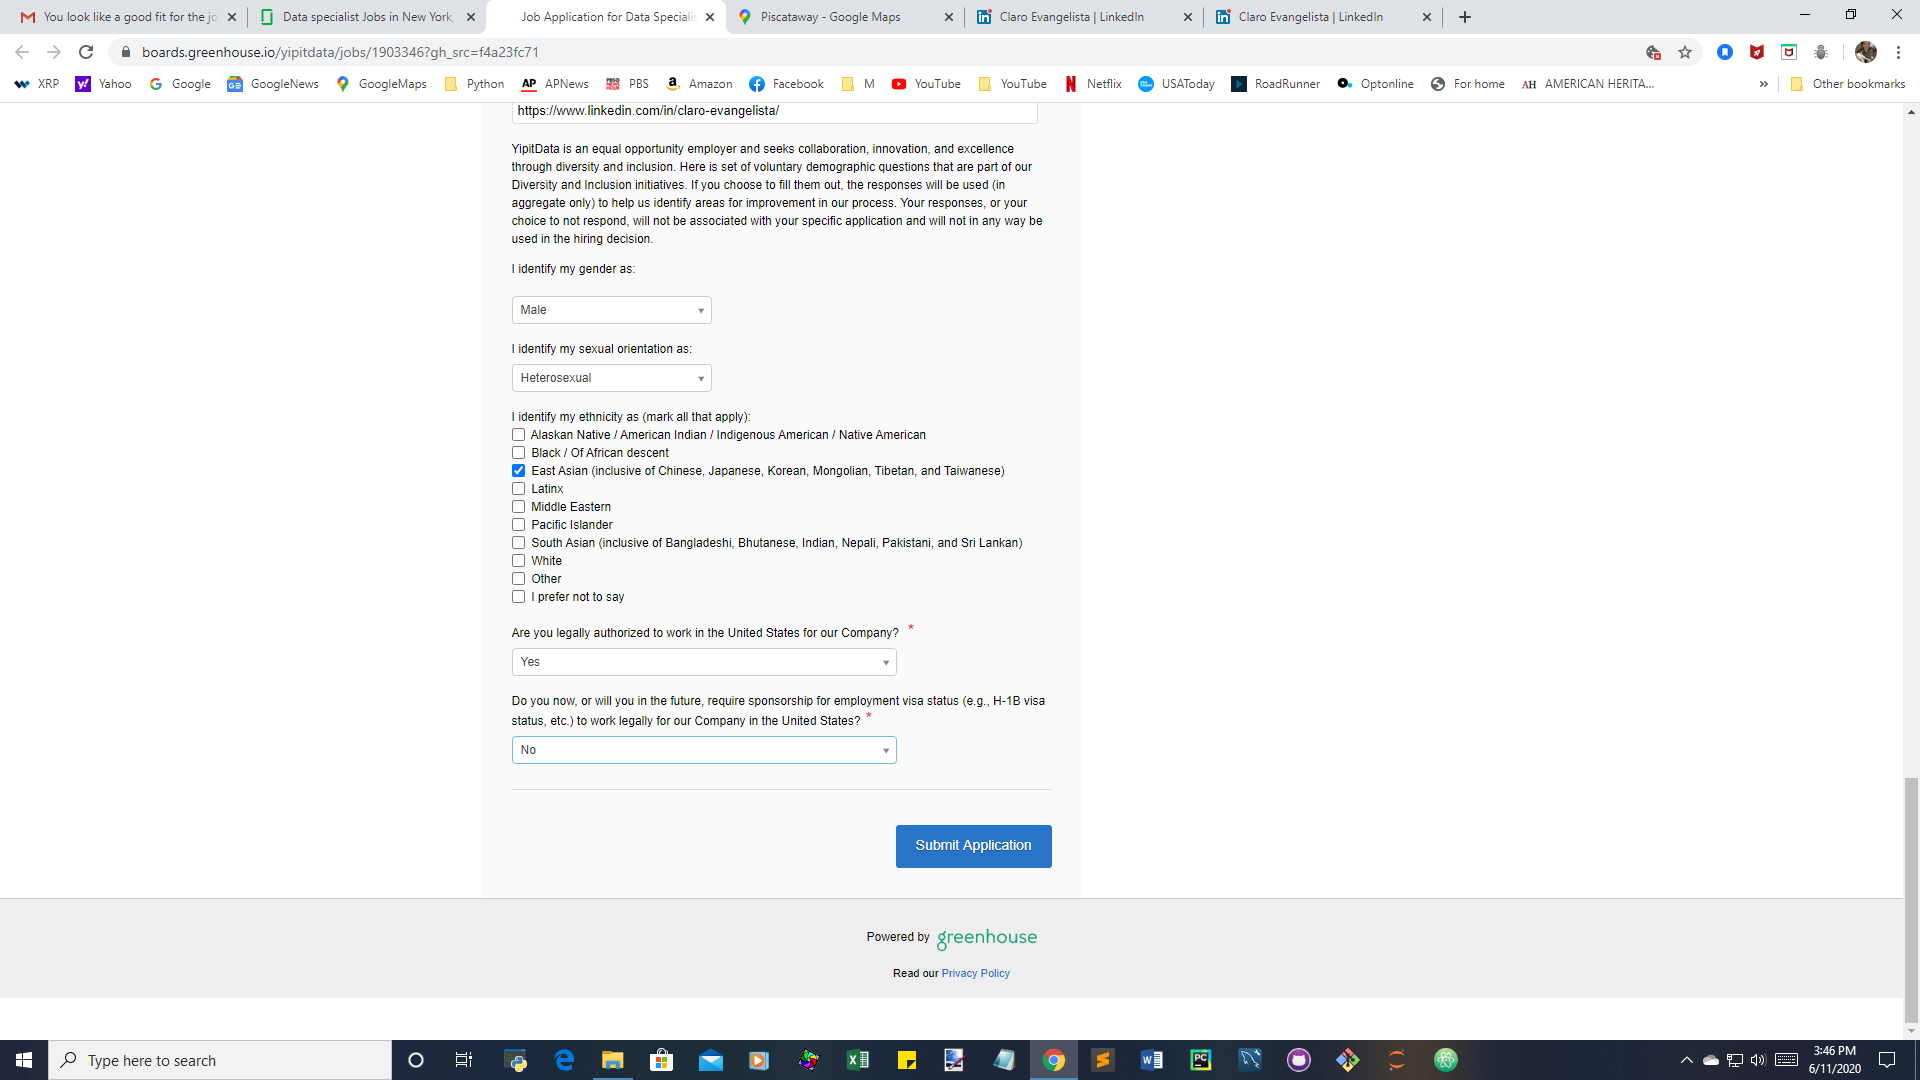 You look like a good fit for the jo
Data specialist Jobs in New York,
Job Application for Data Speciali
Piscataway - Google Maps
Claro Evangelista | LinkedIn
Claro Evangelista | LinkedIn
boards.greenhouse.io/yipitdata/jobs/1903346?gh_src=f4a23fc71
XRP
Yahoo
Google
GoogleNews
GoogleMaps
Python
AP APNews
PBS
Amazon
Facebook
M
YouTube
YouTube
Netflix
USAToday
RoadRunner
Optonline
For home
AH AMERICAN HERITA...
»
Other bookmarks
https://www.linkedin.com/in/claro-evangelista/
YipitData is an equal opportunity employer and seeks collaboration, innovation, and excellence
through diversity and inclusion. Here is set of voluntary demographic questions that are part of our
Diversity and Inclusion initiatives. If you choose to fill them out, the responses will be used (in
aggregate only) to help us identify areas for improvement in our process. Your responses, or your
choice to not respond, will not be associated with your specific application and will not in any way be
used in the hiring decision.
I identify my gender as:
Male
I identify my sexual orientation as:
Heterosexual
I identify my ethnicity as (mark all that apply):
Alaskan Native / American Indian / Indigenous American / Native American
Black / Of African descent
East Asian (inclusive of Chinese, Japanese, Korean, Mongolian, Tibetan, and Taiwanese)
Latinx
Middle Eastern
Pacific Islander
South Asian (inclusive of Bangladeshi, Bhutanese, Indian, Nepali, Pakistani, and Sri Lankan)
White
Other
I prefer not to say
Are you legally authorized to work in the United States for our Company? *
Yes
Do you now, or will you in the future, require sponsorship for employment visa status (e.g., H-1B visa
status, etc.) to work legally for our Company in the United States? *
No
Submit Application
Powered by greenhouse
Read our Privacy Policy
Type here to search
3:46 PM
6/11/2020